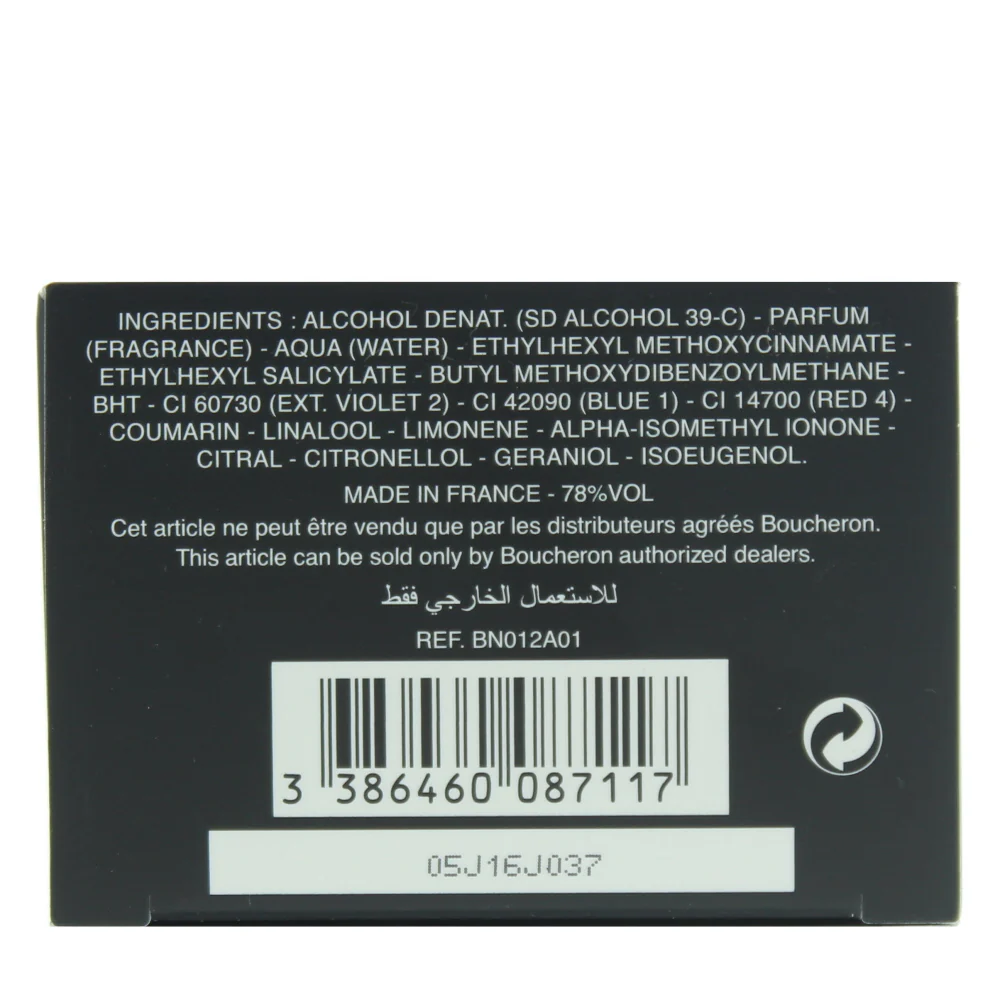 INGREDIENTS : ALCOHOL DENAT. (SD ALCOHOL 39-C) - PARFUM
(FRAGRANCE) - AQUA (WATER) - ETHYLHEXYL METHOXYCINNAMATE -
ETHYLHEXYL SALICYLATE - BUTYL METHOXYDIBENZOYLMETHANE -
BHT - CI 60730 (EXT. VIOLET 2) - CI 42090 (BLUE 1) - CI 14700 (RED 4) -
COUMARIN - LINALOOL - LIMONENE - ALPHA-ISOMETHYL IONONE -
CITRAL - CITRONELLOL - GERANIOL - ISOEUGENOL.
MADE IN FRANCE - 78%VOL
Cet article ne peut être vendu que par les distributeurs agréés Boucheron.
This article can be sold only by Boucheron authorized dealers.
للاستعمال الخارجي فقط
REF. BN012A01
3 386460 087117
05J16J037